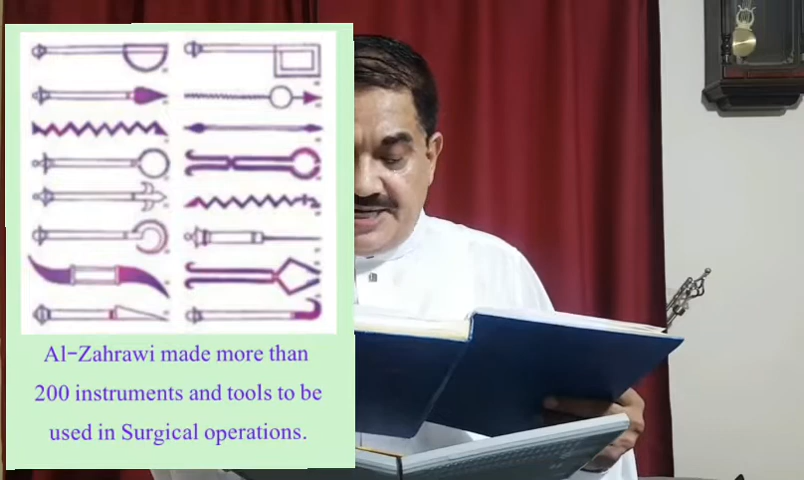 Al-Zahrawi made more than
200 instruments and tools to be
used in Surgical operations.